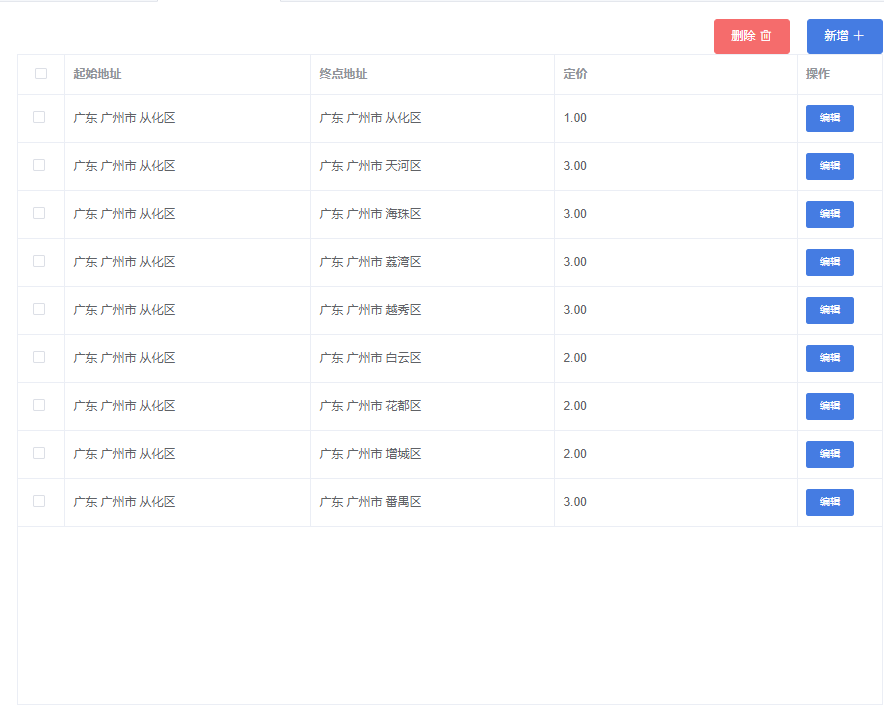 删除 新增
起始地址 终点地址 定价 操作
广东 广州市 从化区 广东 广州市 从化区 1.00 编辑
广东 广州市 从化区 广东 广州市 天河区 3.00 编辑
广东 广州市 从化区 广东 广州市 海珠区 3.00 编辑
广东 广州市 从化区 广东 广州市 荔湾区 3.00 编辑
广东 广州市 从化区 广东 广州市 越秀区 3.00 编辑
广东 广州市 从化区 广东 广州市 白云区 2.00 编辑
广东 广州市 从化区 广东 广州市 花都区 2.00 编辑
广东 广州市 从化区 广东 广州市 增城区 2.00 编辑
广东 广州市 从化区 广东 广州市 番禺区 3.00 编辑